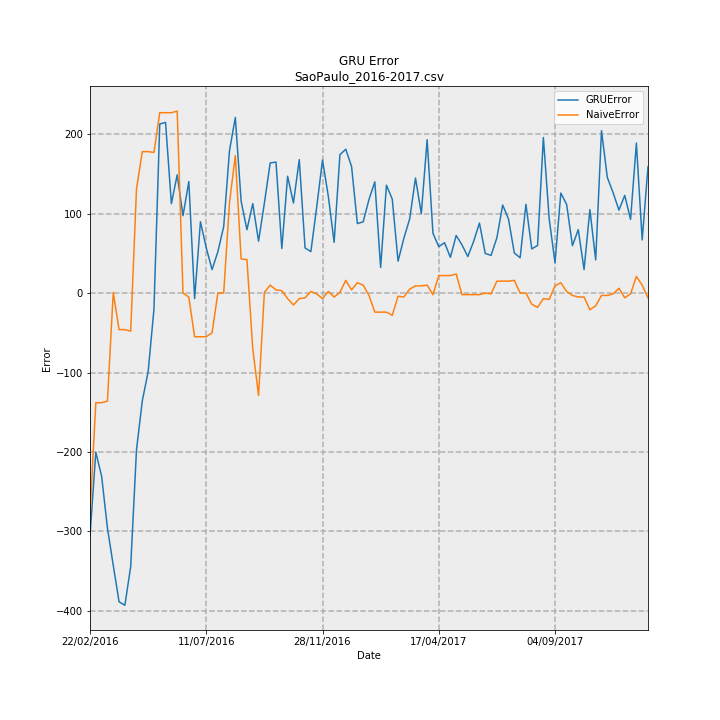 GRU Error
SaoPaulo_2016-2017.csv
GRUError
NaiveError
200
100
0
−100
−200
−300
−400
Error
22/02/2016
11/07/2016
28/11/2016
17/04/2017
04/09/2017
Date